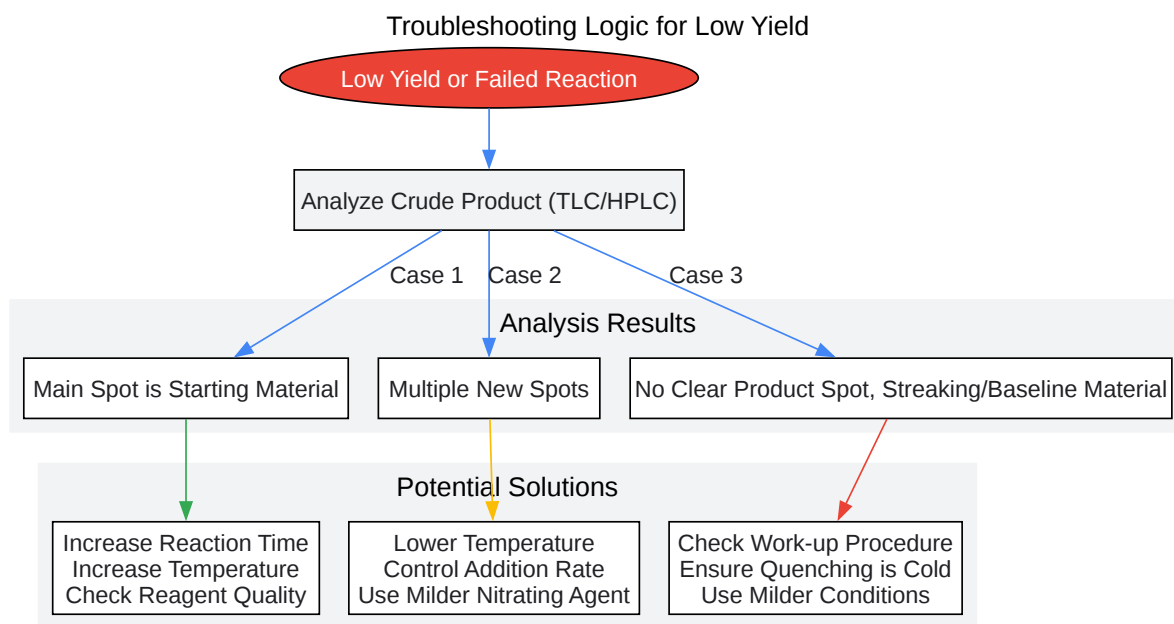 Troubleshooting Logic for Low Yield
Low Yield or Failed Reaction
Analyze Crude Product (TLC/HPLC)
Case 1
Case 2
Case 3
Analysis Results
Main Spot is Starting Material
Multiple New Spots
No Clear Product Spot, Streaking/Baseline Material
Potential Solutions
Increase Reaction Time
Increase Temperature
Check Reagent Quality
Lower Temperature
Control Addition Rate
Use Milder Nitrating Agent
Check Work-up Procedure
Ensure Quenching is Cold
Use Milder Conditions